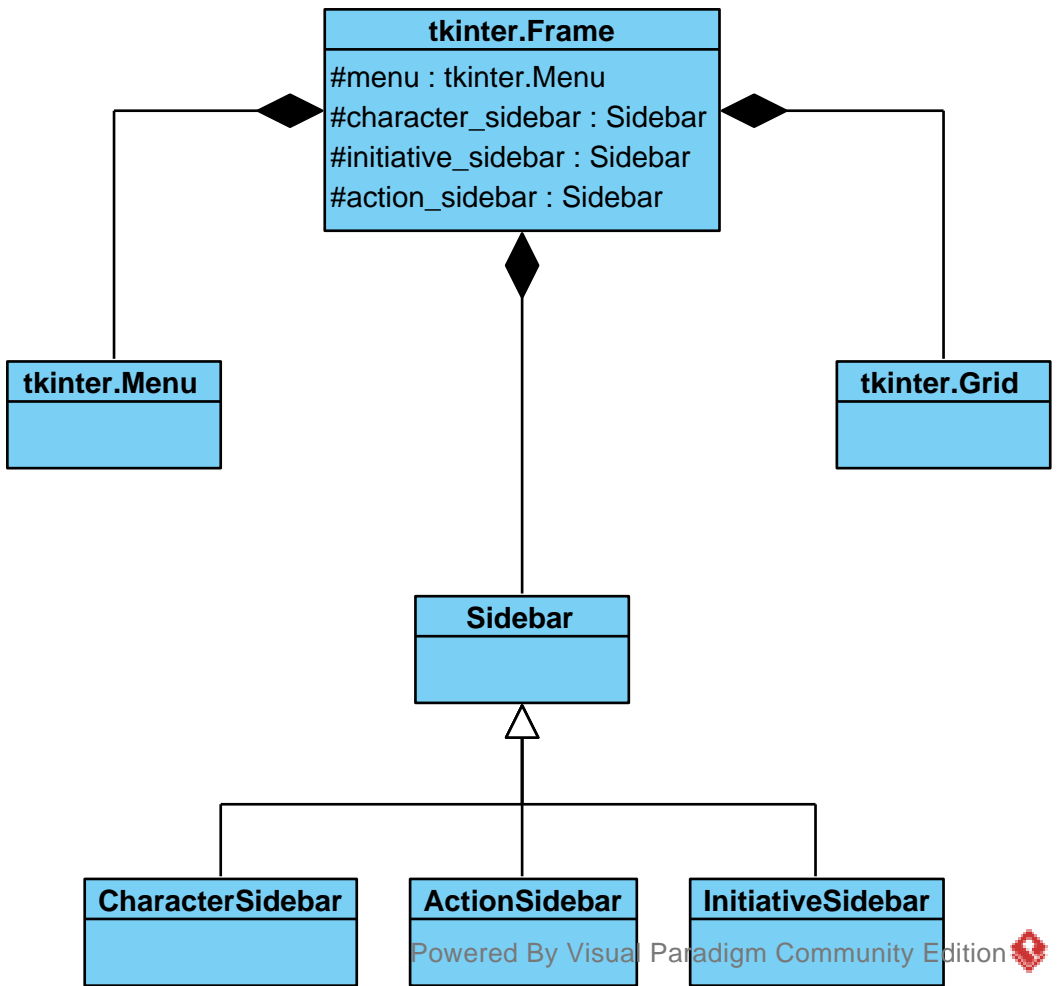 tkinter.Frame
#menu : tkinter.Menu
#character_sidebar : Sidebar
#initiative_sidebar : Sidebar
#action_sidebar : Sidebar
tkinter.Menu
tkinter.Grid
Sidebar
CharacterSidebar
ActionSidebar
InitiativeSidebar
Powered By Visual Paradigm Community Edition